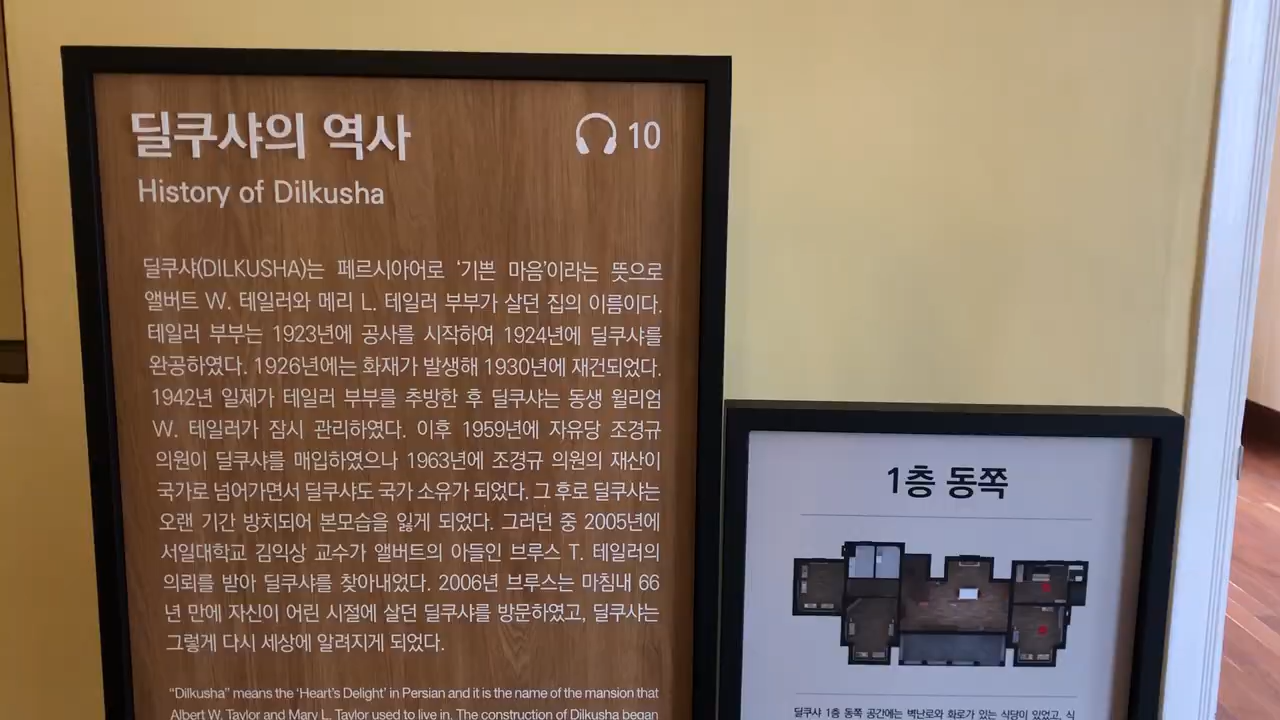 딜쿠샤의 역사
10
History of Dilkusha
딜쿠샤(DILKUSHA)는 페르시아어로 '기쁜 마음'이라는 뜻으로
앨버트 W. 테일러와 메리 L. 테일러 부부가 살던 집의 이름이다.
테일러 부부는 1923년에 공사를 시작하여 1924년에 딜쿠샤를
완공하였다. 1926년에는 화재가 발생해 1930년에 재건되었다.
1942년 일제가 테일러 부부를 추방한 후 딜쿠샤는 동생 윌리엄
W. 테일러가 잠시 관리하였다. 이후 1959년에 자유당 조경규
의원이 딜쿠샤를 매입하였으나 1963년에 조경규 의원의 재산이
국가로 넘어가면서 딜쿠샤도 국가 소유가 되었다. 그 후로 딜쿠샤는
오랜 기간 방치되어 본모습을 잃게 되었다. 그러던 중 2005년에
서일대학교 김익상 교수가 앨버트의 아들인 브루스 T. 테일러의
의뢰를 받아 딜쿠샤를 찾아내었다. 2006년 브루스는 마침내 66
년 만에 자신이 어린 시절에 살던 딜쿠샤를 방문하였고, 딜쿠샤는
그렇게 다시 세상에 알려지게 되었다.
"Dilkusha" means the 'Heart's Delight' in Persian and it is the name of the mansion that
Albert W. Taylor and Mary L. Taylor used to live in. The construction of Dilkusha began
1층 동쪽
딜쿠샤 1층 동쪽 공간에는 벽난로와 화로가 있는 식당이 있었고, 식